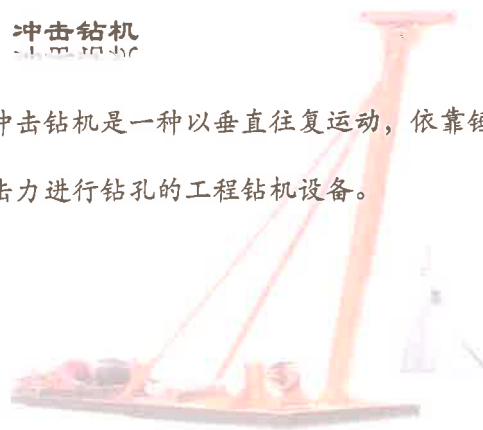 冲击钻机
冲击钻机是一种以垂直往复运动，依靠锤
击力进行钻孔的工程钻机设备。